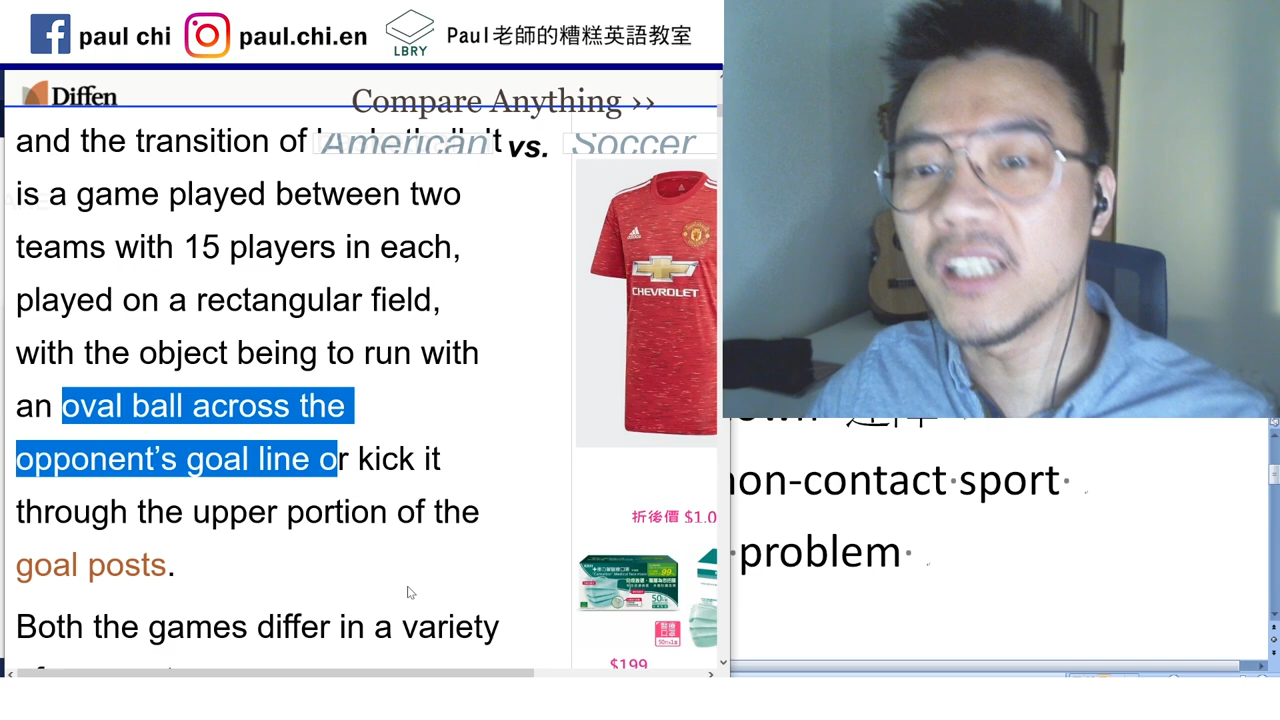 paul chi
paul.chi.en
LBRY
Paul老師的糟糕英語教室
Diffen
Compare Anything ››
American vs. Soccer
and the transition of
is a game played between two
teams with 15 players in each,
played on a rectangular field,
with the object being to run with
an oval ball across the
opponent’s goal line or kick it
through the upper portion of the
goal posts.
Both the games differ in a variety
CHEVROLET
折後價 $1.0
$199
non-contact·sport·
problem·